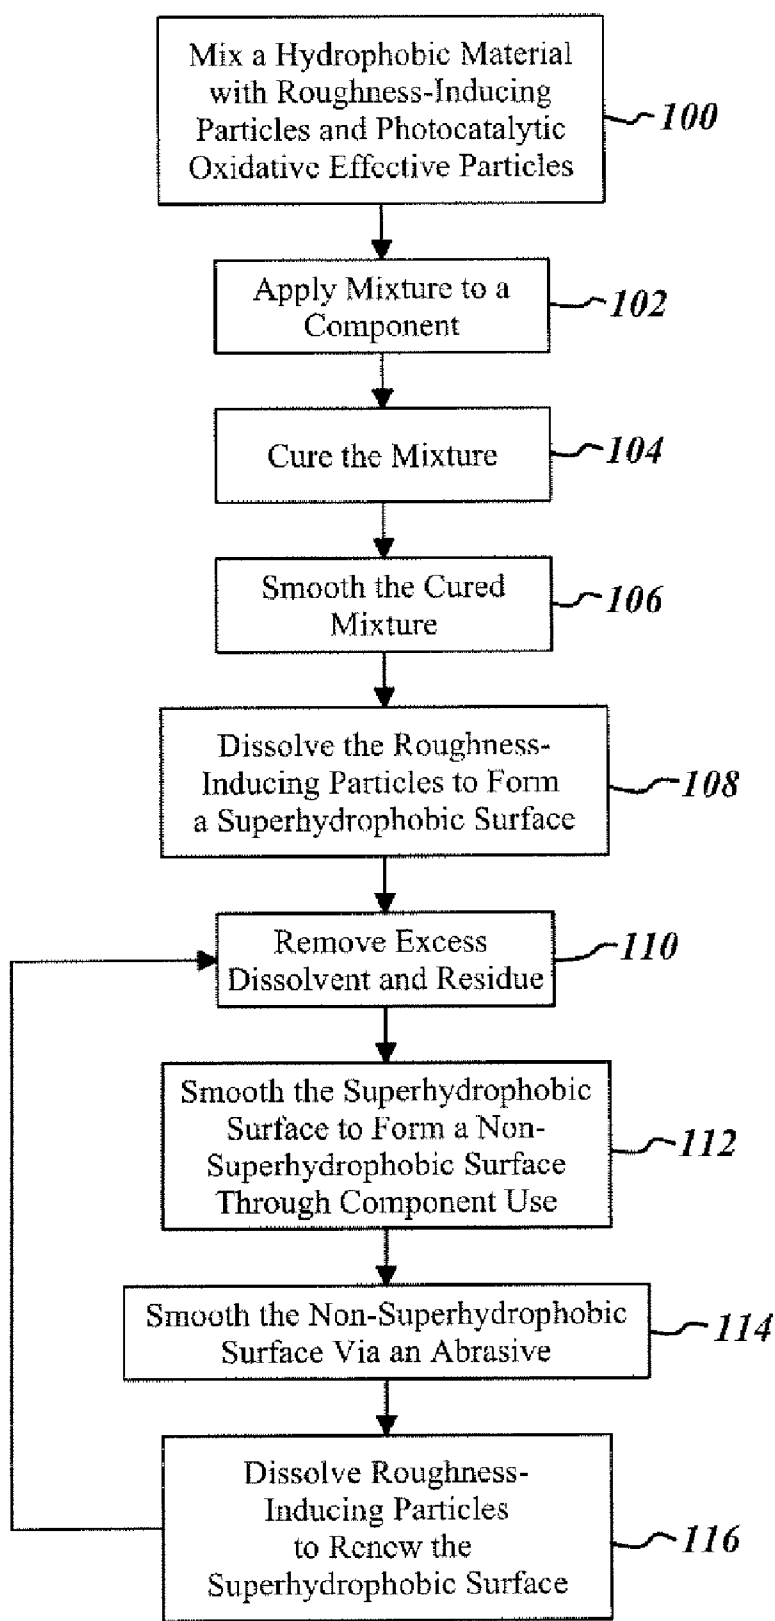 Mix a Hydrophobic Material
with Roughness-Inducing
Particles and Photocatalytic
Oxidative Effective Particles
100
Apply Mixture to a
Component
102
Cure the Mixture
104
Smooth the Cured
Mixture
106
Dissolve the Roughness-
Inducing Particles to Form
a Superhydrophobic Surface
108
Remove Excess
Dissolvent and Residue
110
Smooth the Superhydrophobic
Surface to Form a Non-
Superhydrophobic Surface
Through Component Use
112
Smooth the Non-Superhydrophobic
Surface Via an Abrasive
114
Dissolve Roughness-
Inducing Particles
to Renew the
Superhydrophobic Surface
116